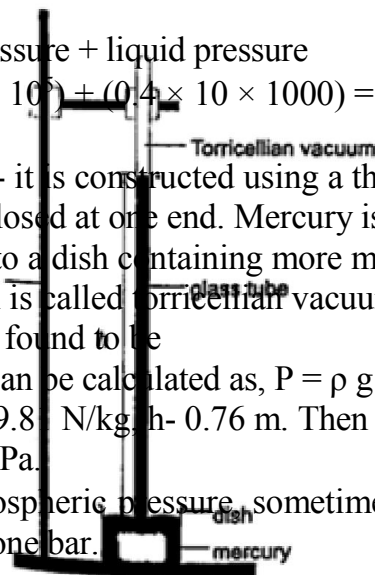 ssure + liquid pressure
10⁵) + (0.4 × 10 × 1000) =
Torricellian vacuum
- it is constructed using a th
losed at one end. Mercury is
to a dish containing more m
is called torricellian vacuu
glass tube
found to be
an be calculated as, P = ρ g
9.81 N/kg, h- 0.76 m. Then
Pa.
ospheric pressure, sometime
dish
one bar.
mercury